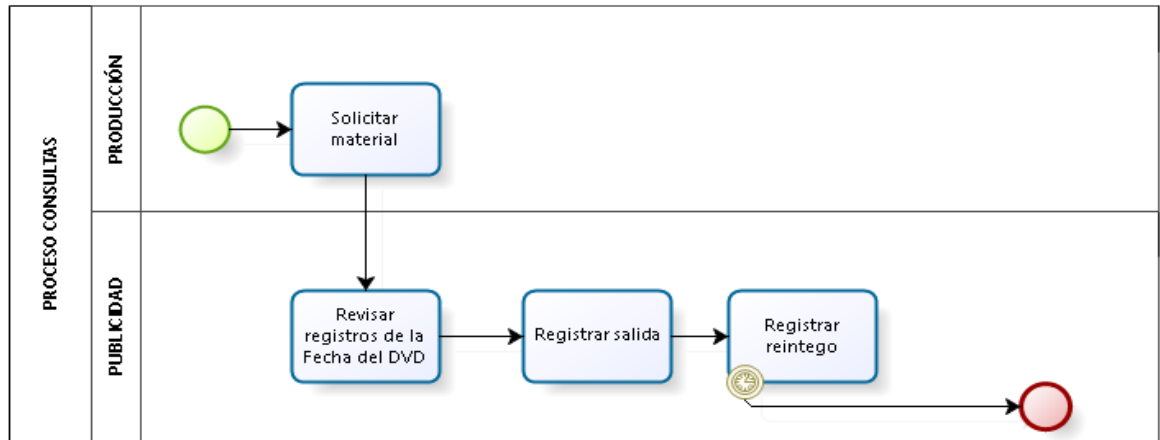 PROCESO CONSULTAS
PRODUCCIÓN
Solicitar
material
PUBLICIDAD
Revisar
registros de la
Fecha del DVD
Registrar salida
Registrar
reintego